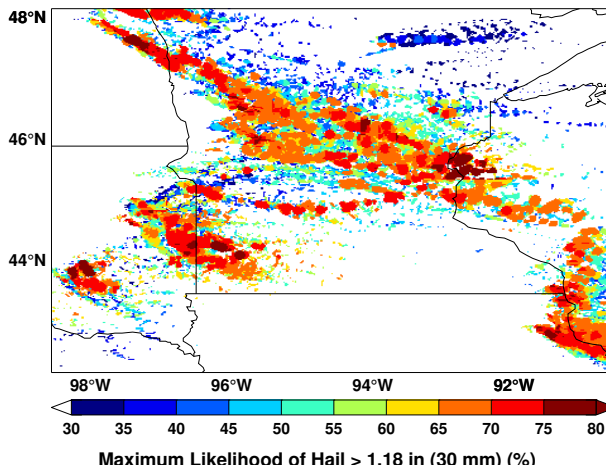 48°N
46°N
44°N
98°W 96°W 94°W 92°W
30 35 40 45 50 55 60 65 70 75 80
Maximum Likelihood of Hail > 1.18 in (30 mm) (%)